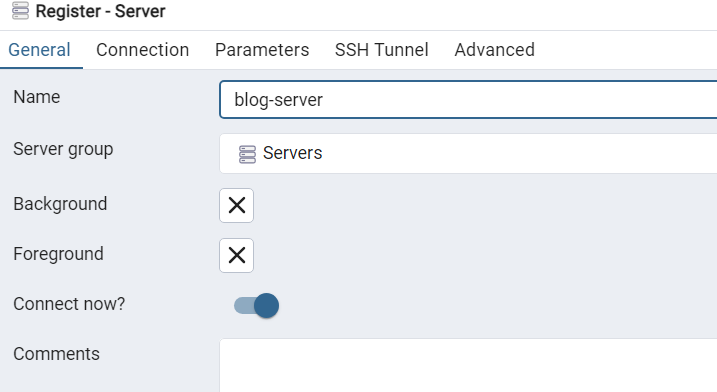 Register - Server
General Connection Parameters SSH Tunnel Advanced
Name blog-server
Server group Servers
Background
Foreground
Connect now?
Comments